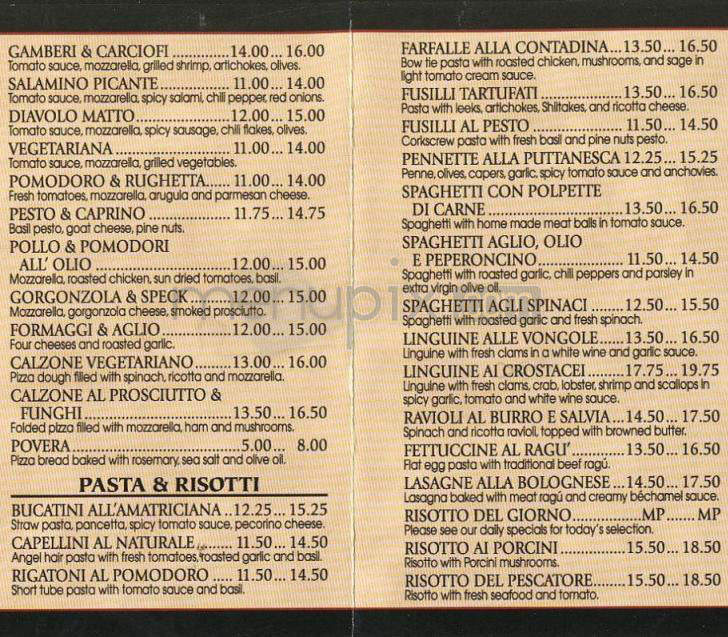 GAMBERI & CARCIOFI ............14.00... 16.00
Tomato sauce, mozzarella, grilled shrimp, artichokes, olives.
SALAMINO PICANTE............... 11.00... 14.00
Tomato sauce, mozzarella, spicy salami, chili pepper, red onions.
DIAVOLO MATTO....................12.00... 15.00
Tomato sauce, mozzarella, spicy sausage, chili flakes, olives.
VEGETARIANA ...................... 11.00... 14.00
Tomato sauce, mozzarella, grilled vegetables.
POMODORO & RUGHETTA...... 11.00... 14.00
Fresh tomatoes, mozzarella, arugula and parmesan cheese.
PESTO & CAPRINO ................. 11.75... 14.75
Basil pesto, goat cheese, pine nuts.
POLLO & POMODORI
ALL' OLIO ............................12.00... 15.00
Mozzarella, roasted chicken, sun dried tomatoes, basil.
GORGONZOLA & SPECK .........12.00... 15.00
Mozzarella, gorgonzola cheese, smoked prosciutto.
FORMAGGI & AGLIO...............12.00... 15.00
Four cheeses and roasted garlic.
CALZONE VEGETARIANO........13.00... 16.00
Pizza dough filled with spinach, ricotta and mozzarella.
CALZONE AL PROSCIUTTO &
FUNGHI................................13.50... 16.50
Folded pizza filled with mozzarella, ham and mushrooms.
POVERA...................................5.00... 8.00
Pizza bread baked with rosemary, sea salt and olive oil.
PASTA & RISOTTI
BUCATINI ALL'AMATRICIANA ..12.25... 15.25
Straw pasta, pancetta, spicy tomato sauce, pecorino cheese.
CAPELLINI AL NATURALE........ 11.50... 14.50
Angel hair pasta with fresh tomatoes, roasted garlic and basil.
RIGATONI AL POMODORO ..... 11.50... 14.50
Short tube pasta with tomato sauce and basil.
FARFALLE ALLA CONTADINA...13.50... 16.50
Bow tie pasta with roasted chicken, mushrooms, and sage in
light tomato cream sauce.
FUSILLI TARTUFATI......................13.50... 16.50
Pasta with leeks, artichokes, Shiitakes, and ricotta cheese.
FUSILLI AL PESTO .................. 11.50... 14.50
Corkscrew pasta with fresh basil and pine nuts pesto.
PENNETTE ALLA PUTTANESCA 12.25... 15.25
Penne, olives, capers, garlic, spicy tomato sauce and anchovies.
SPAGHETTI CON POLPETTE
DI CARNE ............................13.50... 16.50
Spaghetti with home made meat balls in tomato sauce.
SPAGHETTI AGLIO, OLIO
E PEPERONCINO.................. 11.50... 14.50
Spaghetti with roasted garlic, chili peppers and parsley in
extra virgin olive oil.
SPAGHETTI AGLI SPINACI .......12.50... 15.50
Spaghetti with roasted garlic and fresh spinach.
LINGUINE ALLE VONGOLE......13.50... 16.50
Linguine with fresh clams in a white wine and garlic sauce.
LINGUINE AI CROSTACEI ........17.75... 19.75
Linguine with fresh clams, crab, lobster, shrimp and scallops in
spicy garlic, tomato and white wine sauce.
RAVIOLI AL BURRO E SALVIA...14.50... 17.50
Spinach and ricotta ravioli, topped with browned butter.
FETTUCCINE AL RAGU'............13.50... 16.50
Flat egg pasta with traditional beef ragú.
LASAGNE ALLA BOLOGNESE ...14.50... 17.50
Lasagna baked with meat ragú and creamy béchamel sauce.
RISOTTO DEL GIORNO...............MP....... MP
Please see our daily specials for today's selection.
RISOTTO AI PORCINI ..............15.50... 18.50
Risotto with Porcini mushrooms.
RISOTTO DEL PESCATORE........15.50... 18.50
Risotto with fresh seafood and tomato.